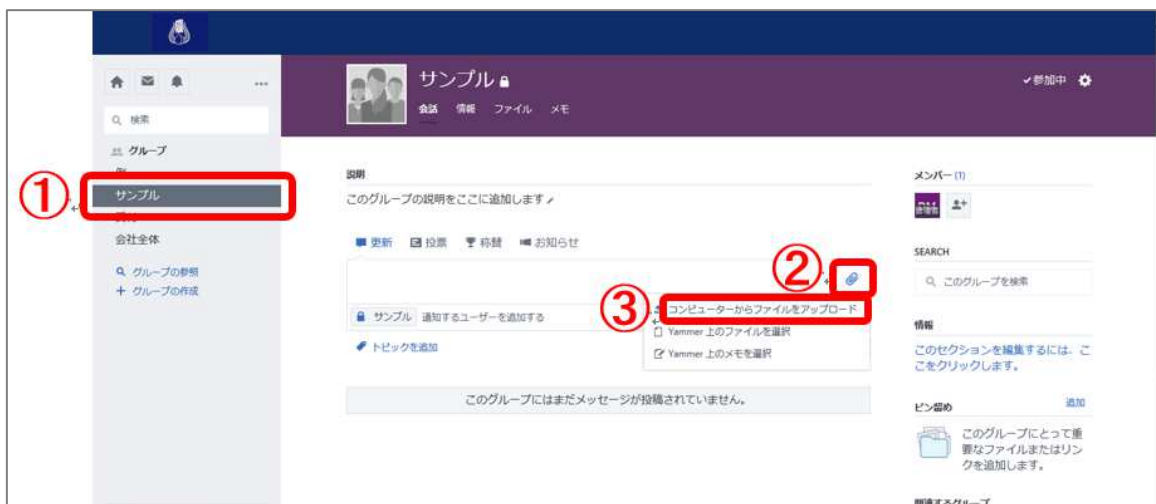 サンプル
✓参加中
会話 情報 ファイル メモ
検索
グループ
①
サンプル
会社全体
グループの参照
+ グループの作成
説明
このグループの説明をここに追加します
更新 投票 称賛 お知らせ
②
③
コンピューターからファイルをアップロード
Yammer 上のファイルを選択
Yammer 上のメモを選択
サンプル 通知するユーザーを追加する
トピックを追加
このグループにはまだメッセージが投稿されていません。
メンバー (1)
SEARCH
このグループを検索
情報
このセクションを編集するには、こ
こをクリックします。
ピン留め 追加
このグループにとって重
要なファイルまたはリン
クを追加します。
関連するグループ